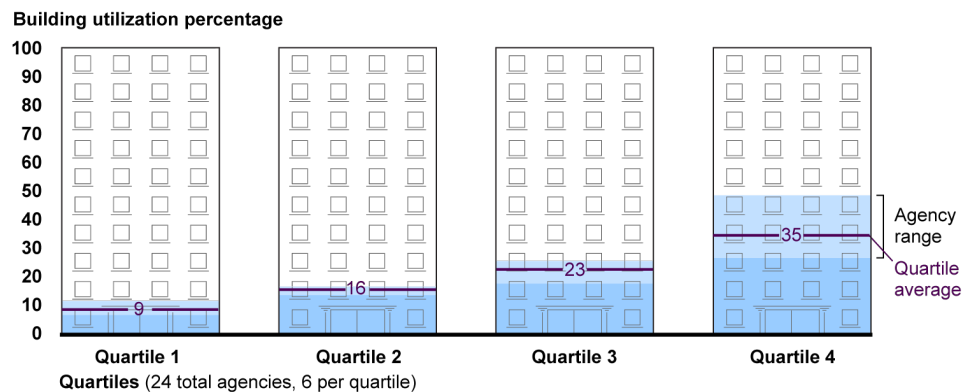 Building utilization percentage
100
90
80
70
60
50
40
30
20
10
0
9
16
23
35
Agency
range
Quartile
average
Quartile 1
Quartile 2
Quartile 3
Quartile 4
Quartiles (24 total agencies, 6 per quartile)